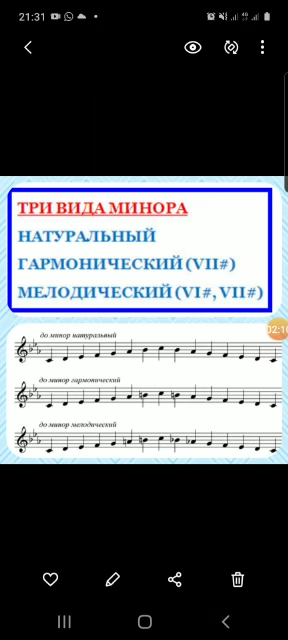 21:31
ТРИ ВИДА МИНОРА
НАТУРАЛЬНЫЙ
ГАРМОНИЧЕСКИЙ (VII#)
МЕЛОДИЧЕСКИЙ (VI#, VII#)
02:10
до минор натуральный
C D E F G A B C B A G F E D C
до минор гармонический
C D E F G A B C B A G F E D C
до минор мелодический
C D E F G A B C B A G F E D C